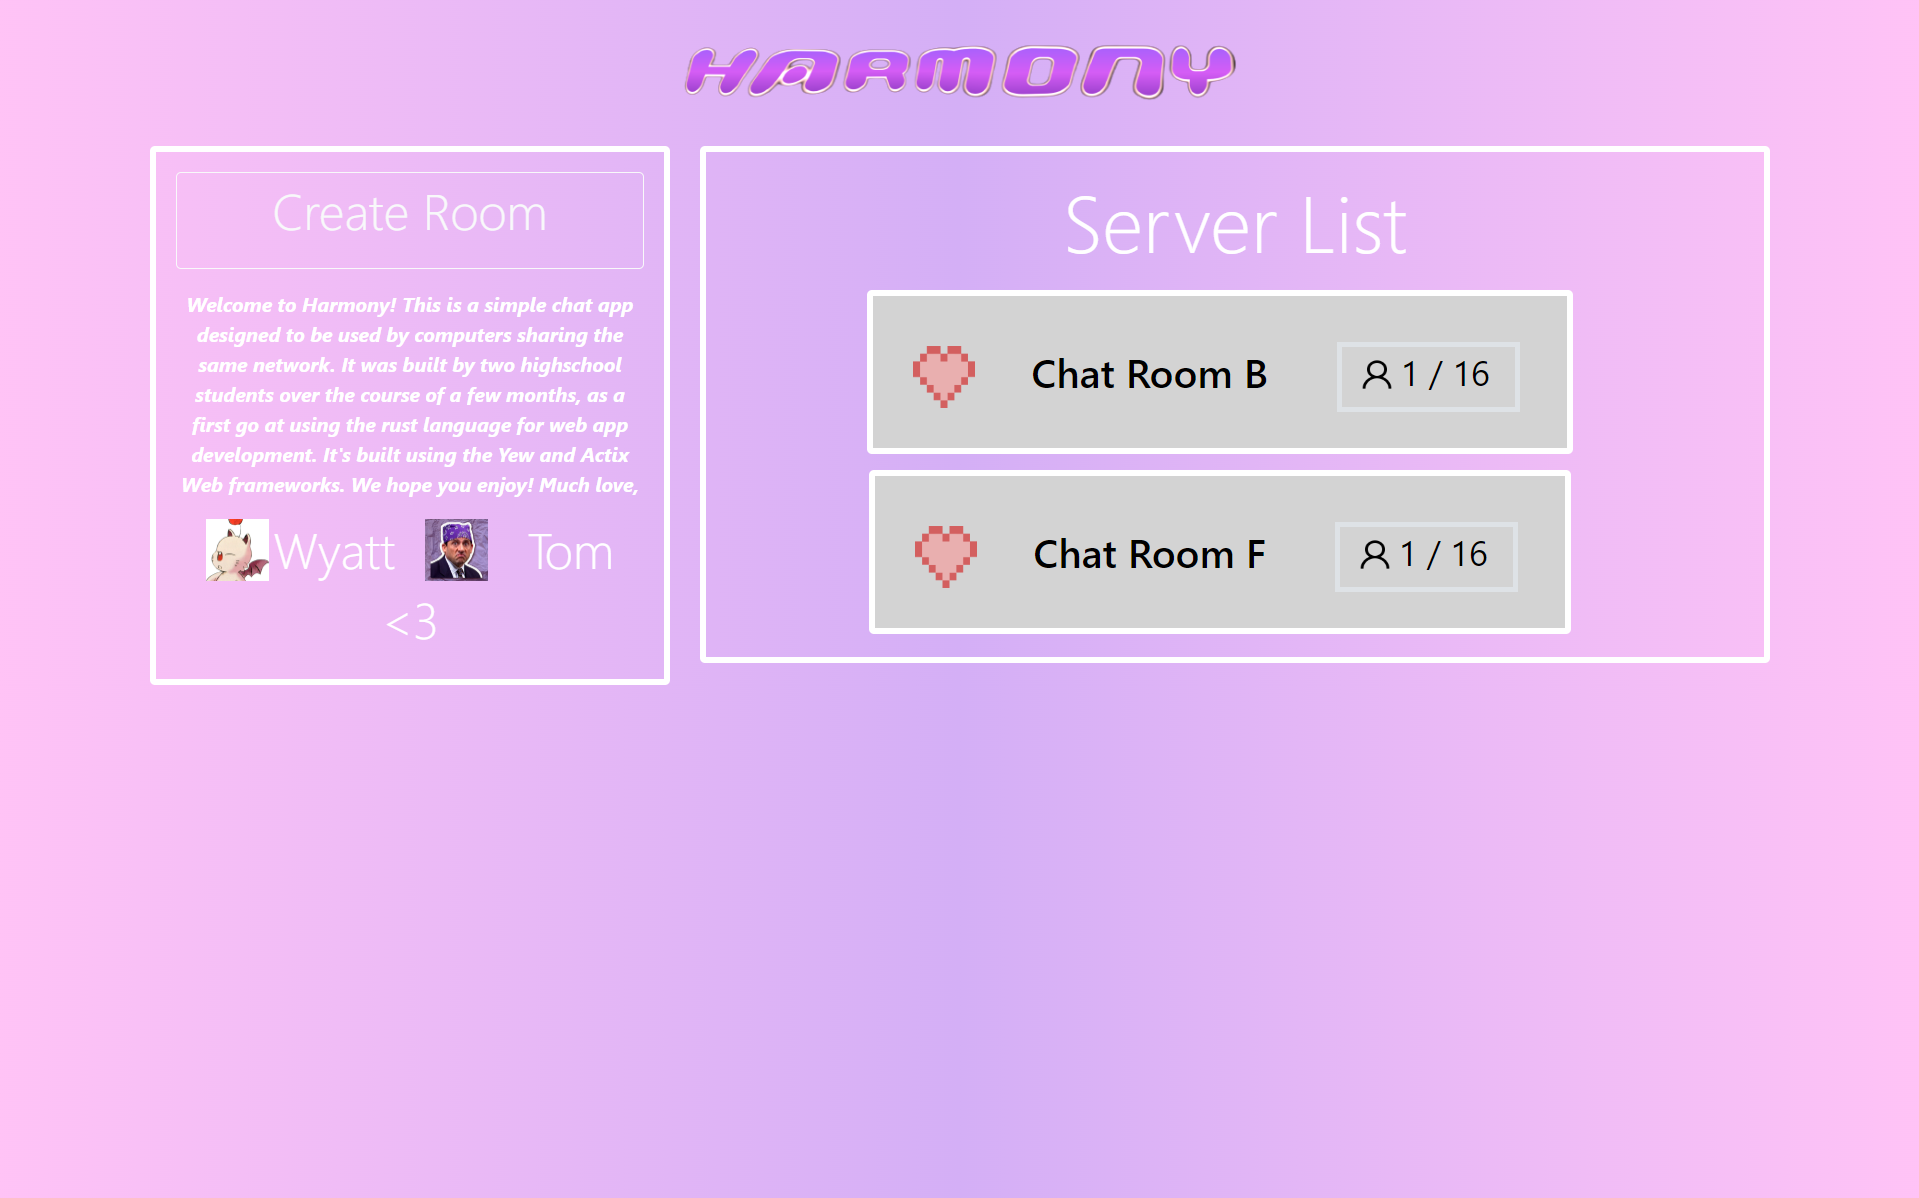 HARMONY
Create Room
Welcome to Harmony! This is a simple chat app
designed to be used by computers sharing the
same network. It was built by two highschool
students over the course of a few months, as a
first go at using the rust language for web app
development. It's built using the Yew and Actix
Web frameworks. We hope you enjoy! Much love,
Wyatt Tom
<3
Server List
Chat Room B 1 / 16
Chat Room F 1 / 16